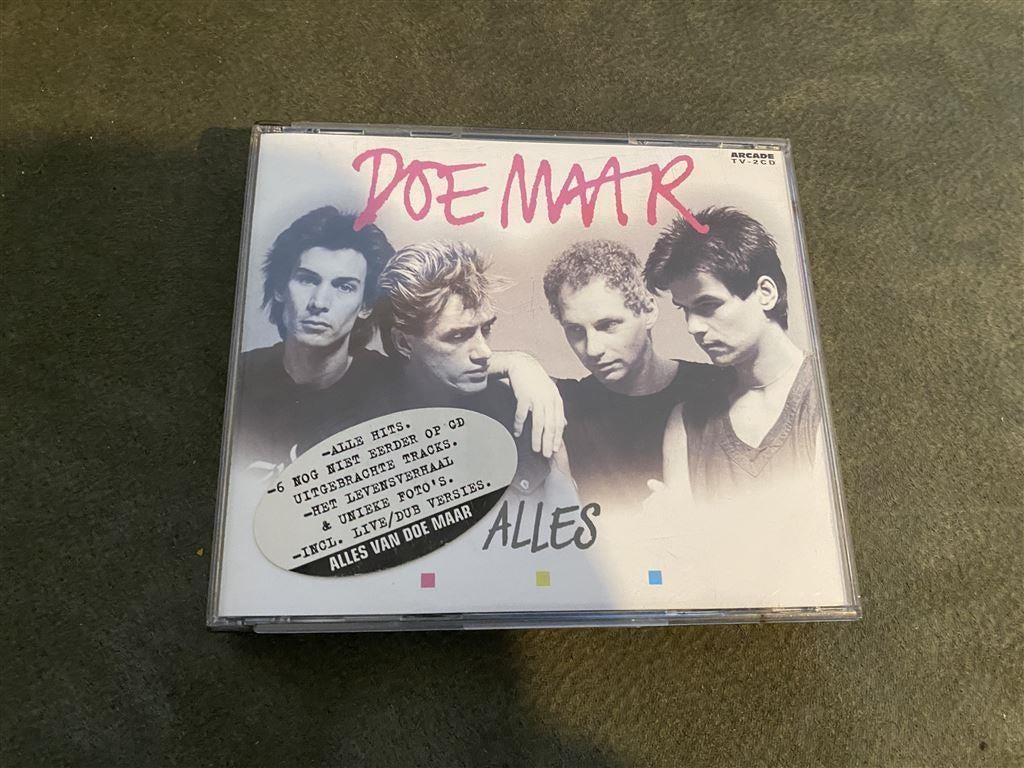 DOE MAAR
ARCADE
TV-2CD
-ALLE HITS.
-6 NOG NIET EERDER OP CD
UITGEBRACHTE TRACKS.
-HET LEVENSVERHAAL
& UNIEKE FOTO'S.
-INCL. LIVE/DUB VERSIES.
ALLES VAN DOE MAAR
ALLES